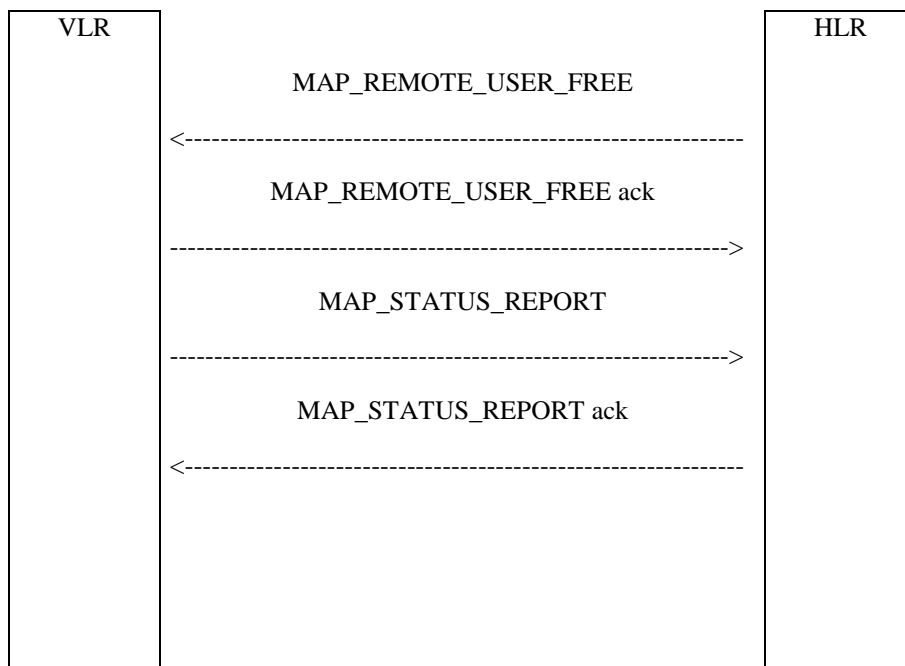 VLR HLR
MAP_REMOTE_USER_FREE
MAP_REMOTE_USER_FREE ack
MAP_STATUS_REPORT
MAP_STATUS_REPORT ack